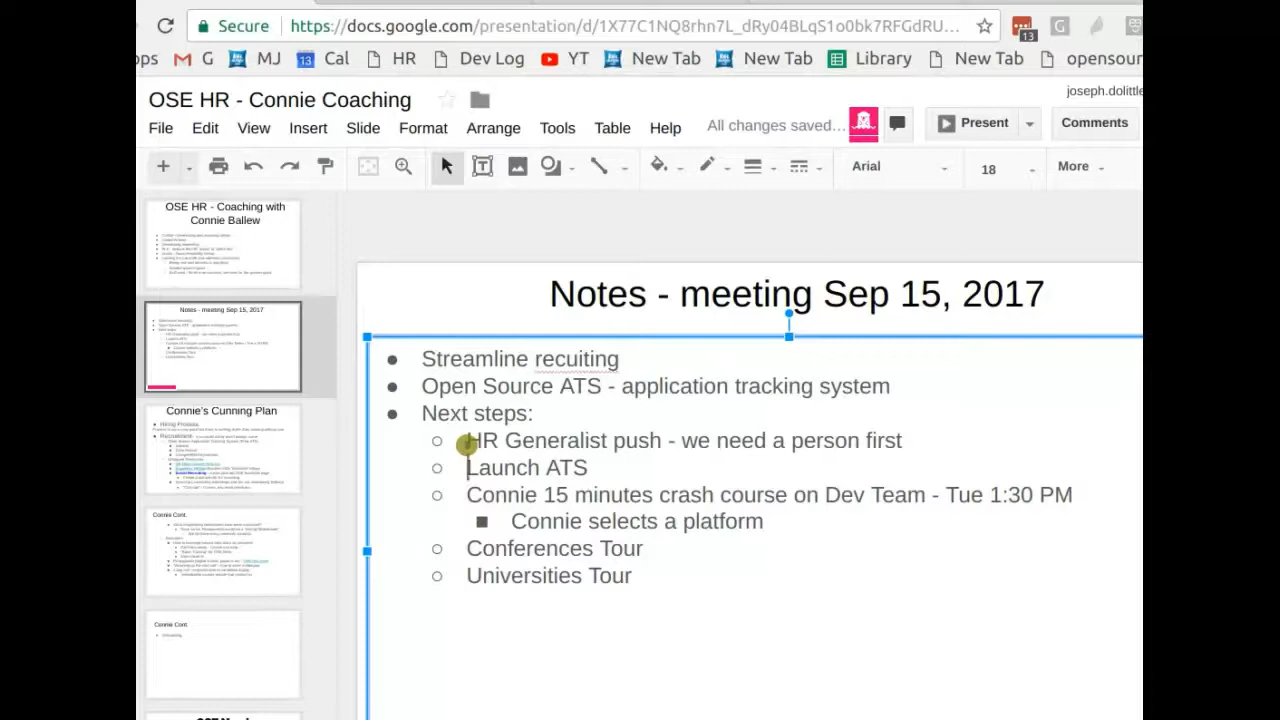 Secure https://docs.google.com/presentation/d/1X77C1NQ8rhn7L_dRy04BLqS1o0bk7RFGdRU...
13
G
ops G MJ 13 Cal HR Dev Log YT New Tab New Tab Library New Tab opensour
OSE HR - Connie Coaching
joseph.dolittle
File Edit View Insert Slide Format Arrange Tools Table Help All changes saved... Present Comments
Arial 18 More
OSE HR - Coaching with
Connie Ballew
Notes - meeting Sep 15, 2017
Connie's Cunning Plan
Hiring Process
Recruitment
Connie Cont.
Connie Cont
Notes - meeting Sep 15, 2017
● Streamline recuiting
● Open Source ATS - application tracking system
● Next steps:
○ HR Generalist push - we need a person first
○ Launch ATS
○ Connie 15 minutes crash course on Dev Team - Tue 1:30 PM
■ Connie selects a platform
○ Conferences Tour
○ Universities Tour